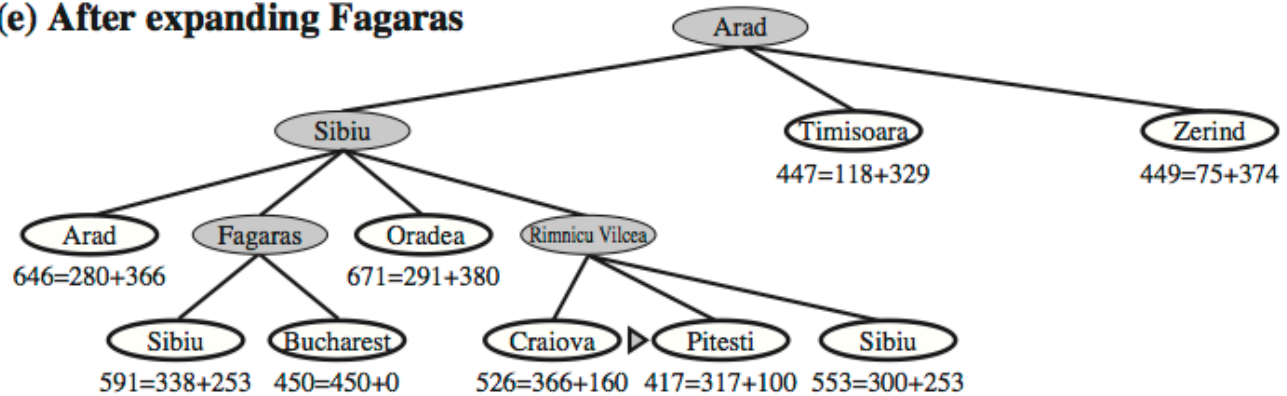 (e) After expanding Fagaras
Arad
Sibiu
Timisoara
Zerind
447=118+329
449=75+374
Arad
Fagaras
Oradea
Rimnicu Vilcea
646=280+366
671=291+380
Sibiu
Bucharest
Craiova
Pitesti
Sibiu
591=338+253
450=450+0
526=366+160
417=317+100
553=300+253